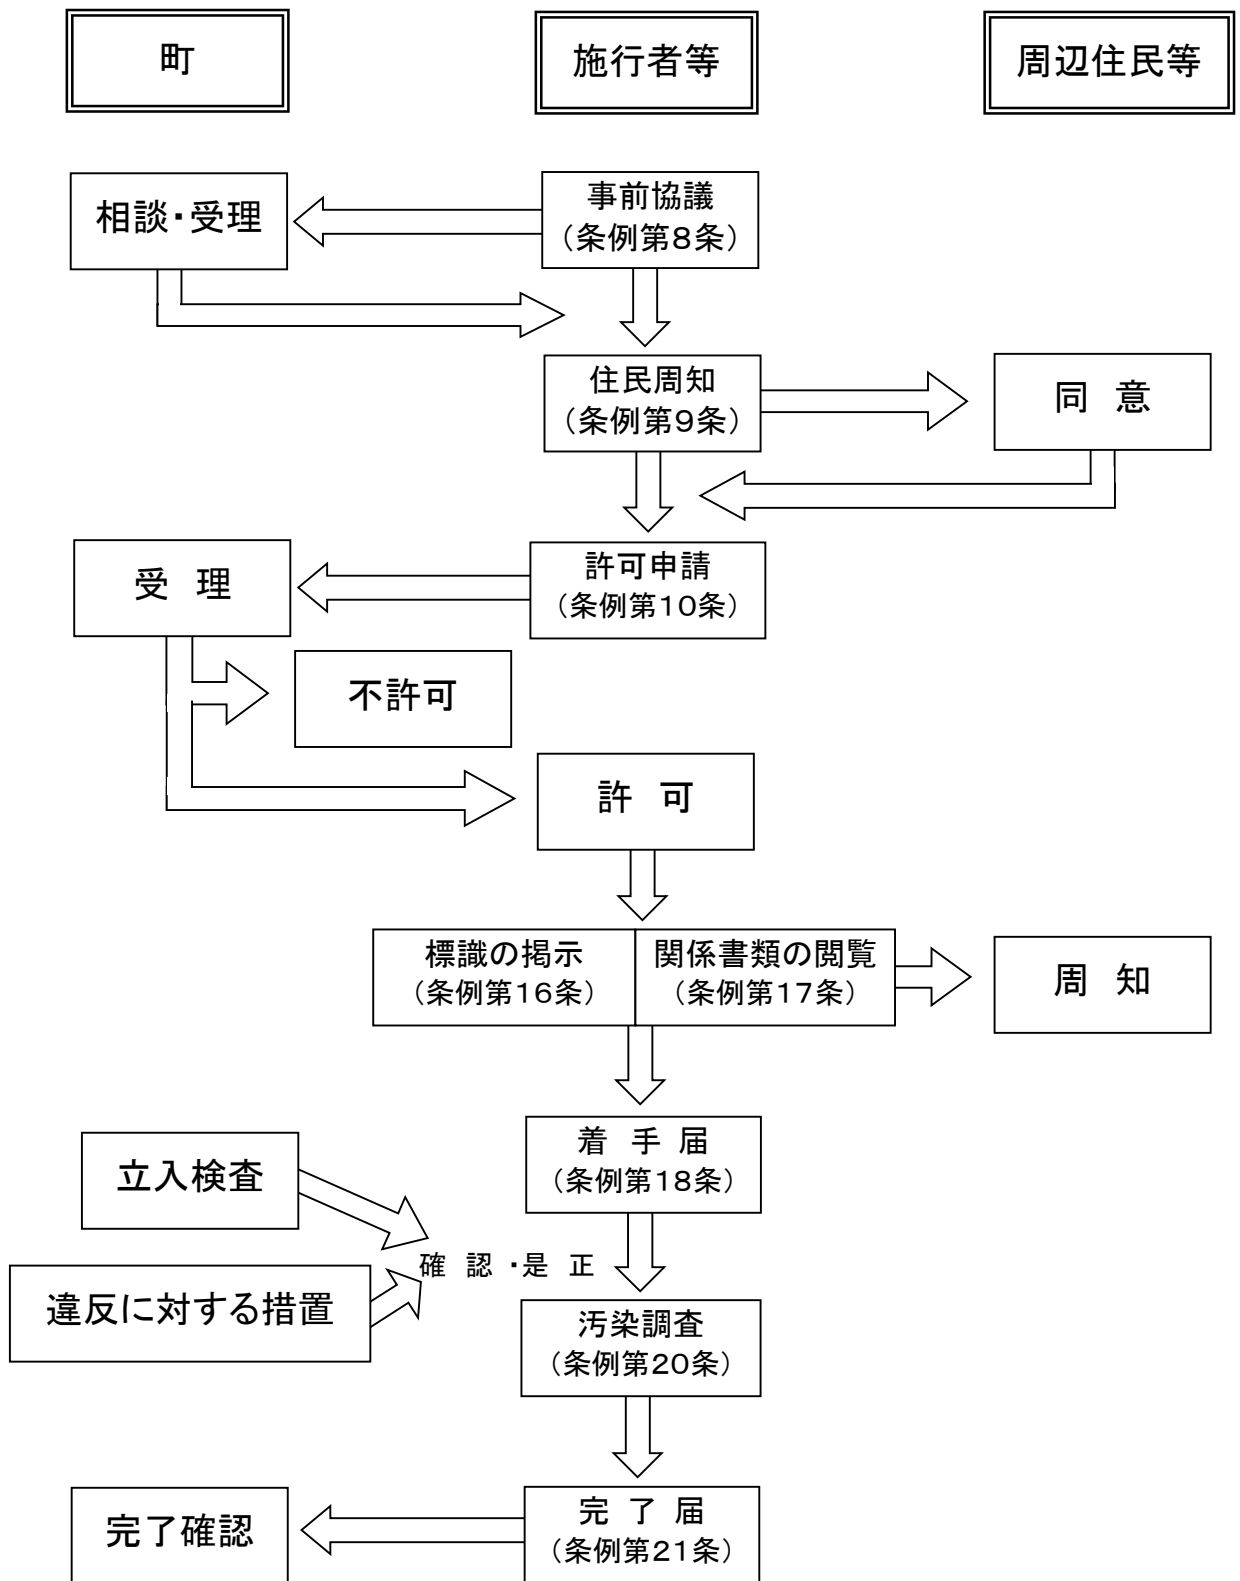 町
施行者等
周辺住民等
相談・受理
事前協議
（条例第８条）
住民周知
（条例第９条）
同　意
受　理
許可申請
（条例第１０条）
不許可
許　可
標識の掲示
（条例第１６条）
関係書類の閲覧
（条例第１７条）
周　知
着　手　届
（条例第１８条）
立入検査
確　認　・是　正
違反に対する措置
汚染調査
（条例第２０条）
完了確認
完　了　届
（条例第２１条）